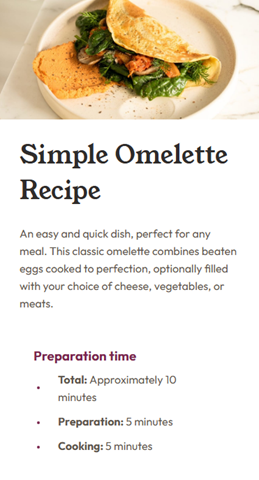 Simple Omelette
Recipe
An easy and quick dish, perfect for any
meal. This classic omelette combines beaten
eggs cooked to perfection, optionally filled
with your choice of cheese, vegetables, or
meats.
Preparation time
• Total: Approximately 10
minutes
• Preparation: 5 minutes
• Cooking: 5 minutes